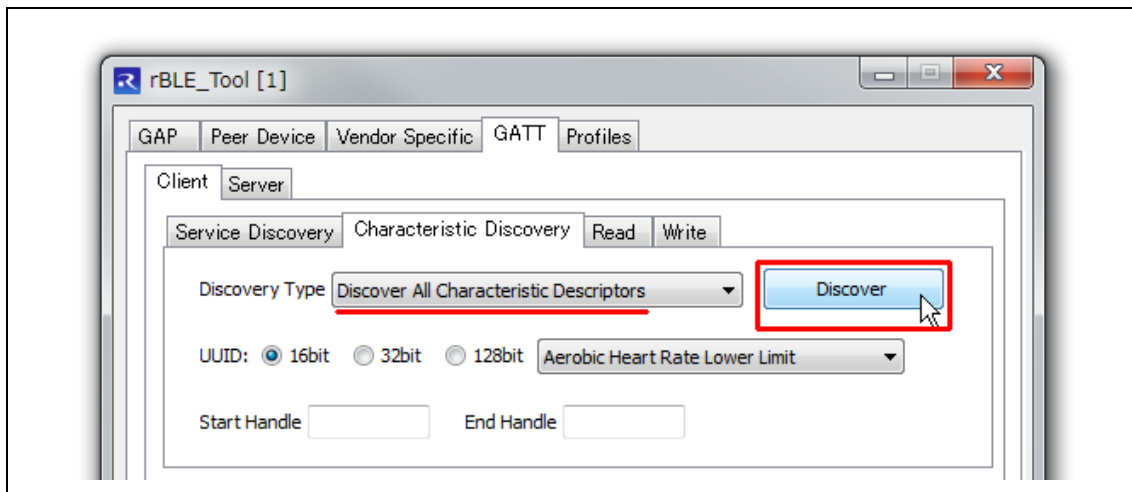 rBLE_Tool [1]
GAP Peer Device Vendor Specific GATT Profiles
Client Server
Service Discovery Characteristic Discovery Read Write
Discovery Type Discover All Characteristic Descriptors Discover
UUID: 16bit 32bit 128bit Aerobic Heart Rate Lower Limit
Start Handle End Handle